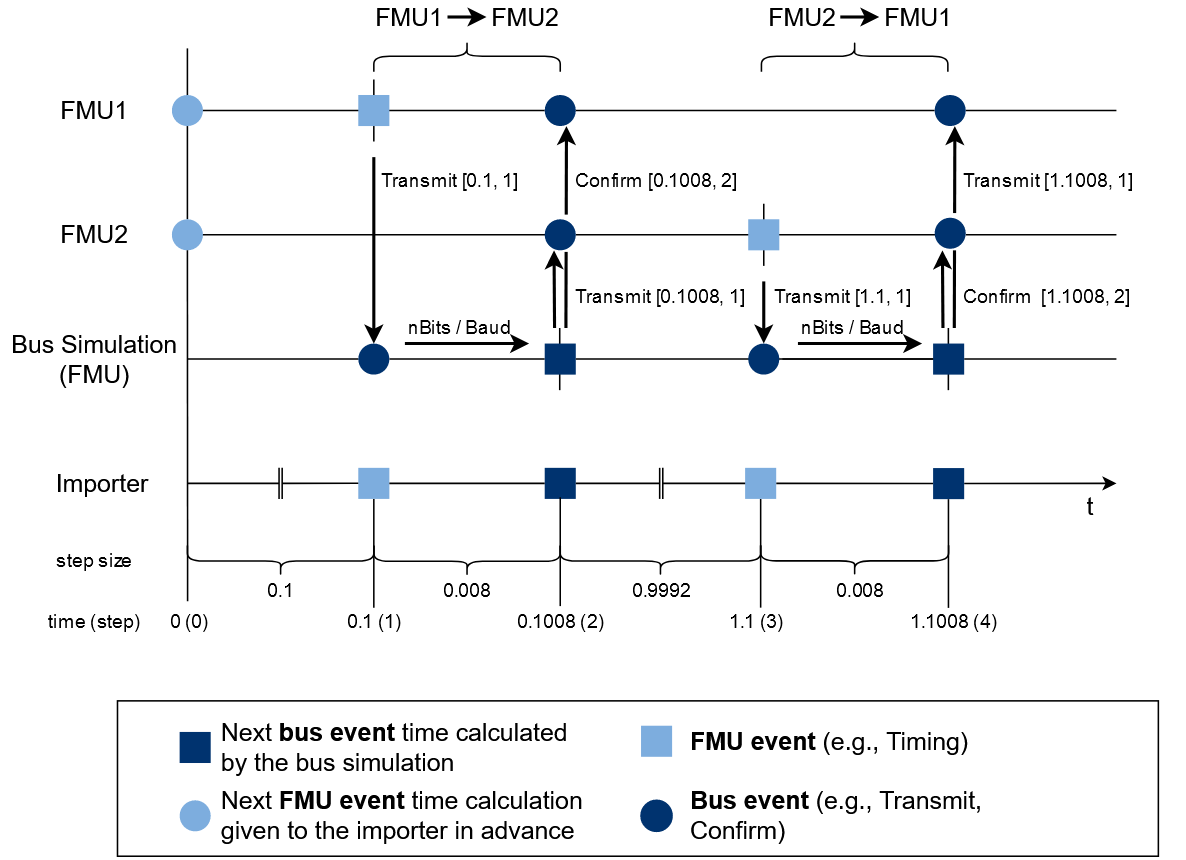 FMU1 FMU2 FMU2 FMU1
FMU1
Transmit [0.1, 1] Confirm [0.1008, 2] Transmit [1.1008, 1]
FMU2
Transmit [0.1008, 1] Transmit [1.1, 1] Confirm [1.1008, 2]
nBits / Baud nBits / Baud
Bus Simulation
(FMU)
Importer
t
step size
0.1 0.008 0.9992 0.008
time (step) 0 (0) 0.1 (1) 0.1008 (2) 1.1 (3) 1.1008 (4)
Next bus event time calculated
by the bus simulation
FMU event (e.g., Timing)
Next FMU event time calculation
given to the importer in advance
Bus event (e.g., Transmit,
Confirm)